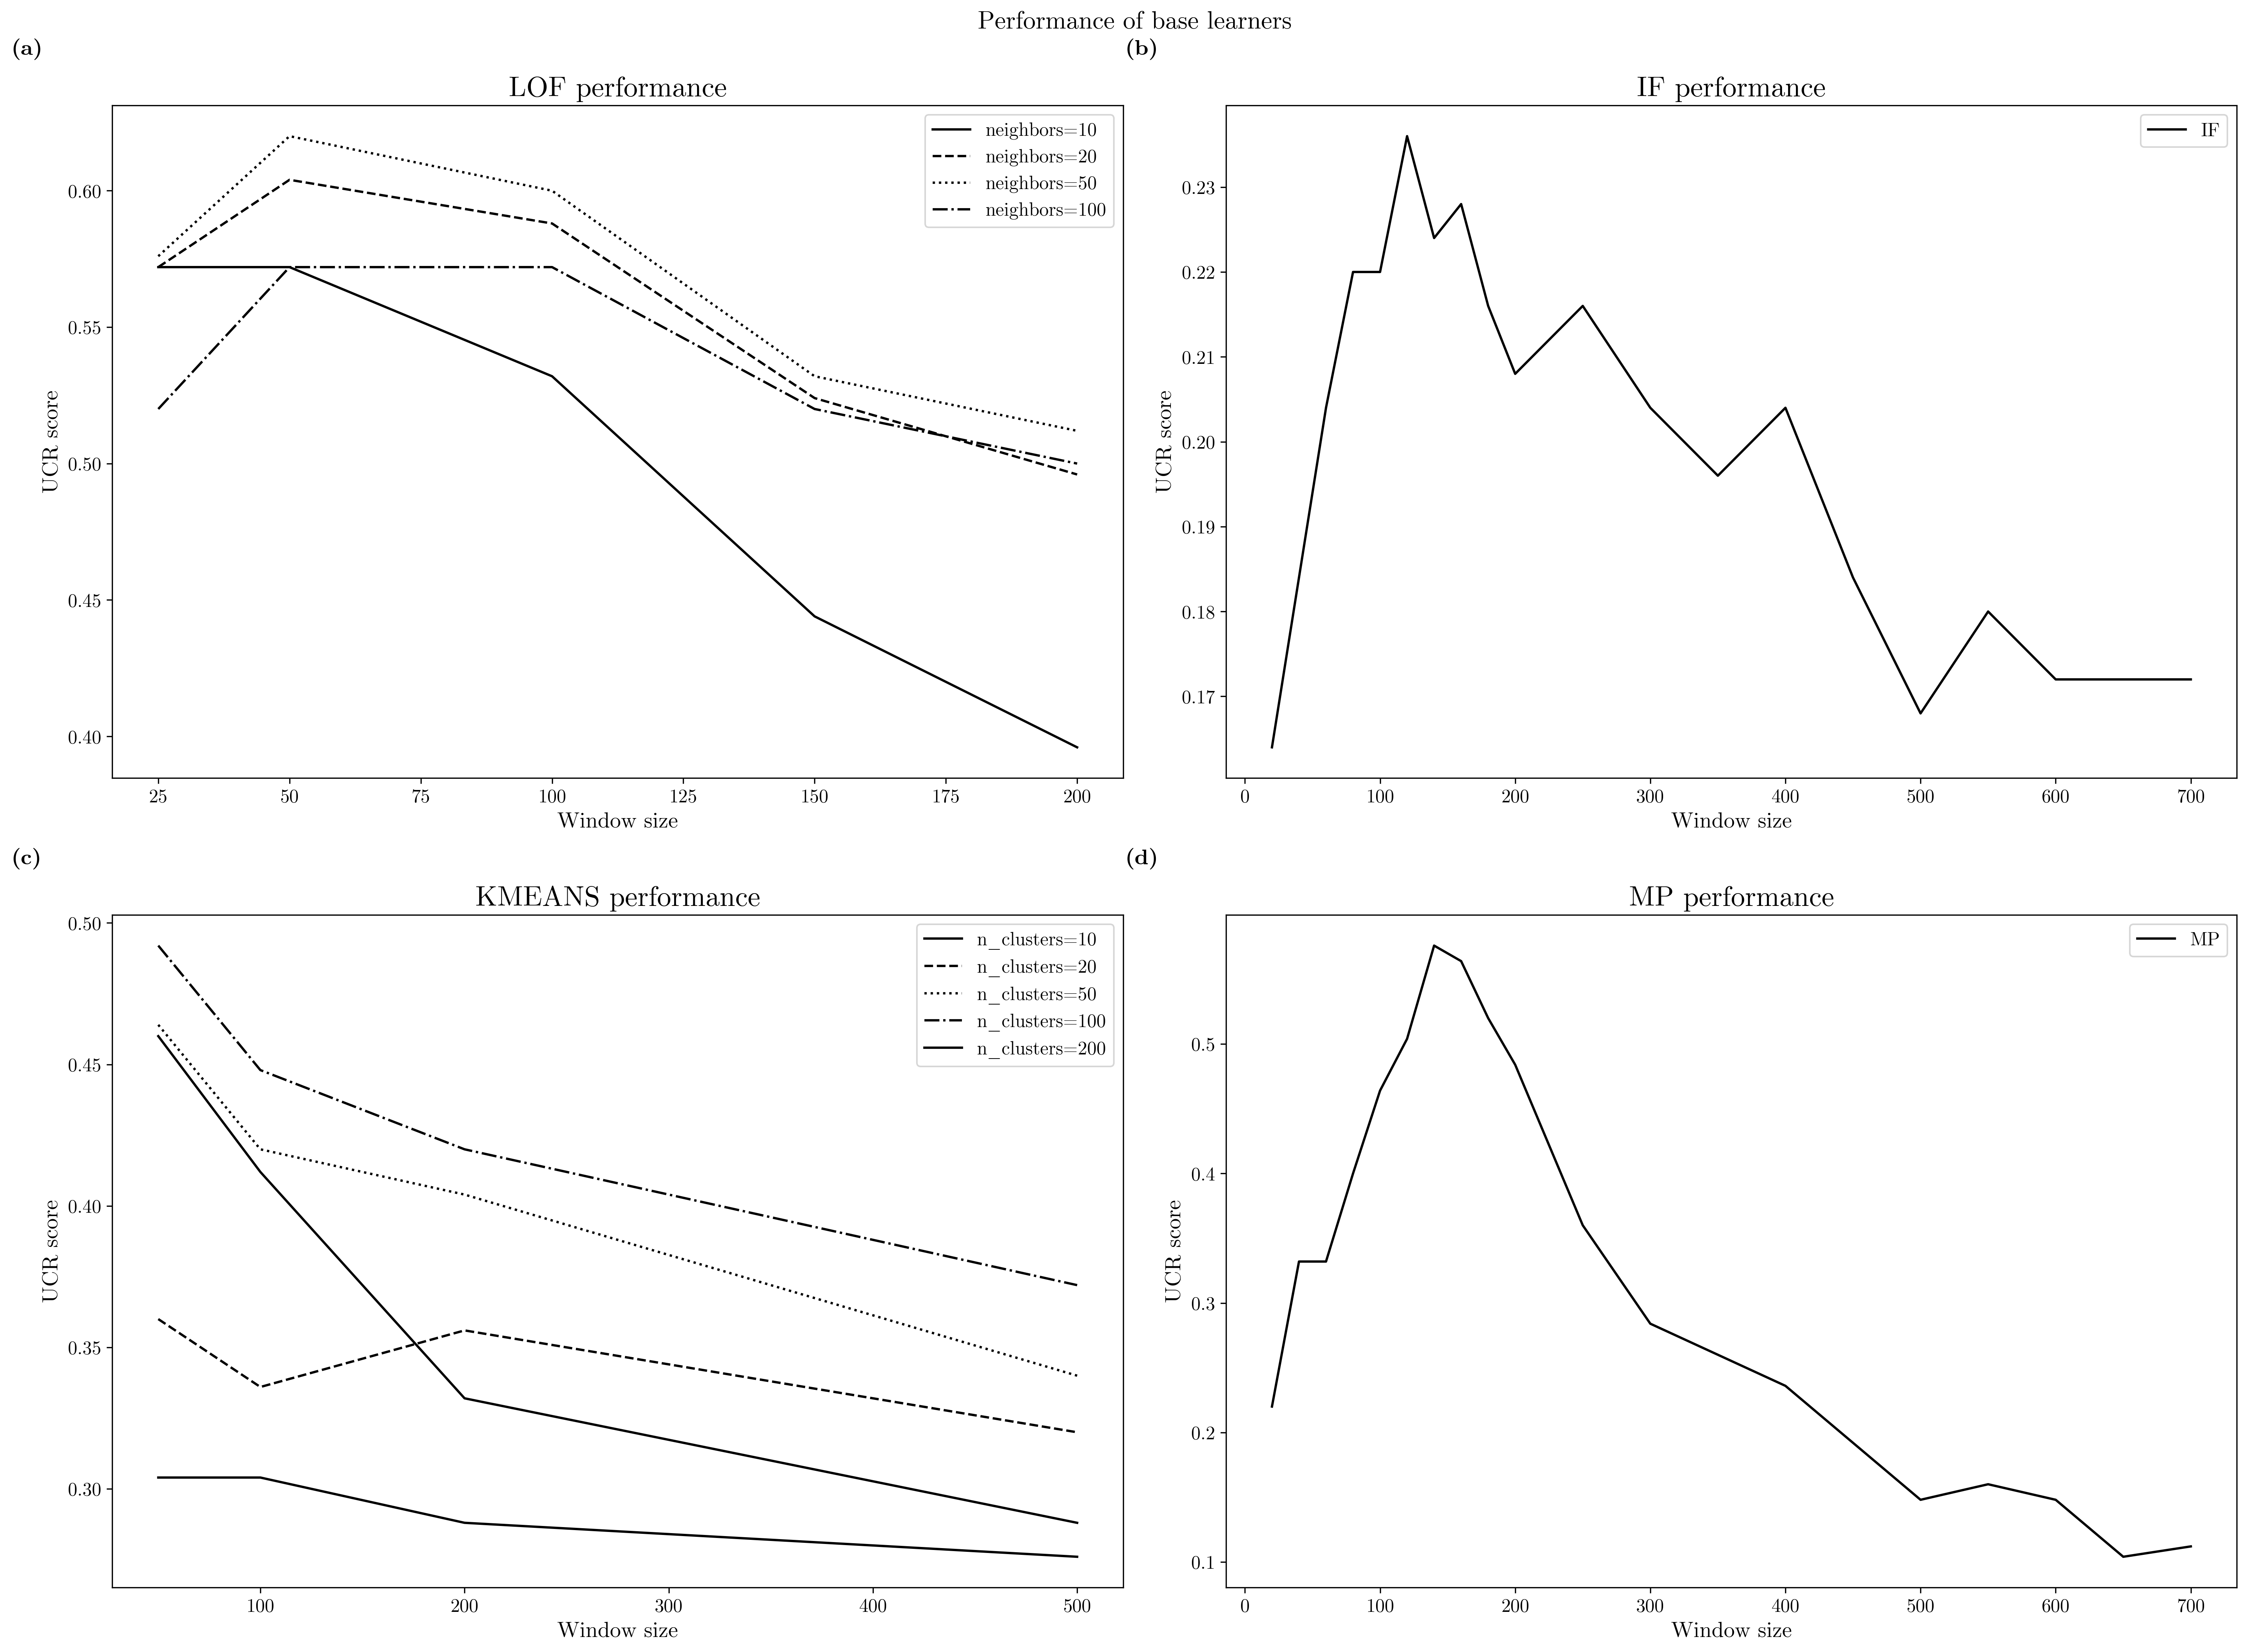 Performance of base learners
(a)
LOF performance
neighbors=10
neighbors=20
neighbors=50
neighbors=100
UCR score
0.60
0.55
0.50
0.45
0.40
25 50 75 100 125 150 175 200
Window size
(b)
IF performance
IF
UCR score
0.23
0.22
0.21
0.20
0.19
0.18
0.17
0 100 200 300 400 500 600 700
Window size
(c)
KMEANS performance
n_clusters=10
n_clusters=20
n_clusters=50
n_clusters=100
n_clusters=200
UCR score
0.50
0.45
0.40
0.35
0.30
100 200 300 400 500
Window size
(d)
MP performance
MP
UCR score
0.5
0.4
0.3
0.2
0.1
0 100 200 300 400 500 600 700
Window size